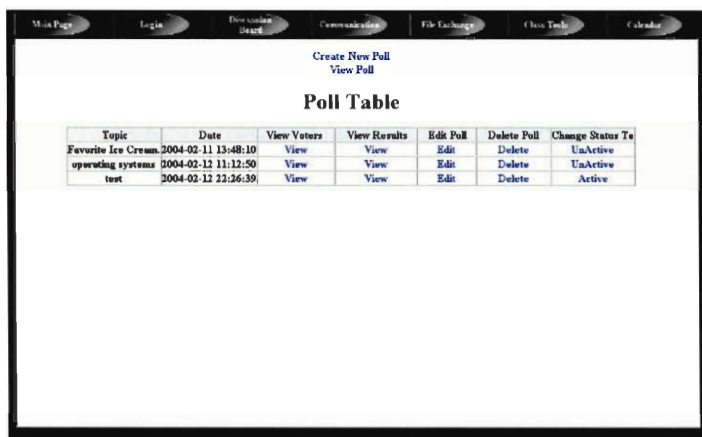 Main Page Login Discussion Board Communication File Exchange Class Tools Calendar
Create New Poll
View Poll
Poll Table
Topic Date View Voters View Results Edit Poll Delete Poll Change Status To
Favorite Ice Cream. 2004-02-11 13:48:10 View View Edit Delete UnActive
operating systems 2004-02-12 11:12:50 View View Edit Delete UnActive
test 2004-02-12 22:26:39 View View Edit Delete Active